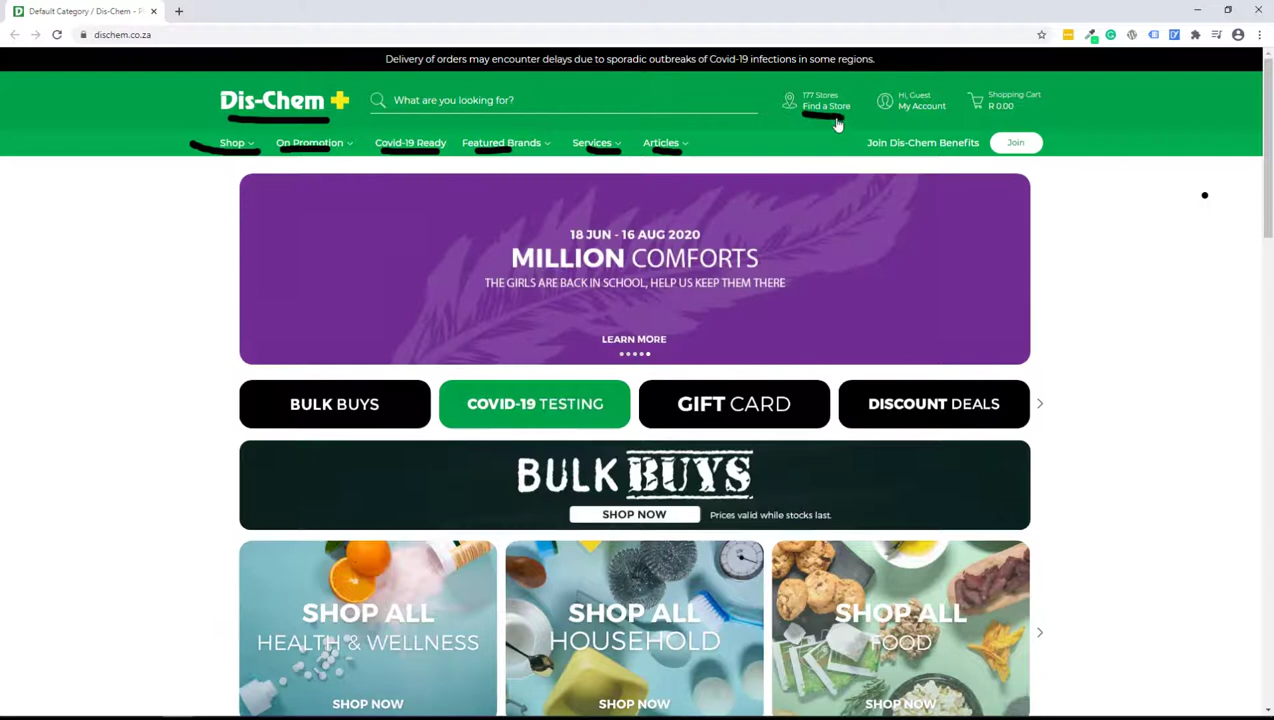 Default Category / Dis-Chem - P
dischem.co.za
Delivery of orders may encounter delays due to sporadic outbreaks of Covid-19 infections in some regions.
Dis-Chem
What are you looking for?
177 Stores
Find a Store
Hi, Guest
My Account
Shopping Cart
R 0.00
Shop On Promotion Covid-19 Ready Featured Brands Services Articles Join Dis-Chem Benefits Join
18 JUN - 16 AUG 2020
MILLION COMFORTS
THE GIRLS ARE BACK IN SCHOOL, HELP US KEEP THEM THERE
LEARN MORE
BULK BUYS COVID-19 TESTING GIFT CARD DISCOUNT DEALS
BULK BUYS
SHOP NOW Prices valid while stocks last.
SHOP ALL
HEALTH & WELLNESS
SHOP NOW
SHOP ALL
HOUSEHOLD
SHOP NOW
SHOP ALL
FOOD
SHOP NOW